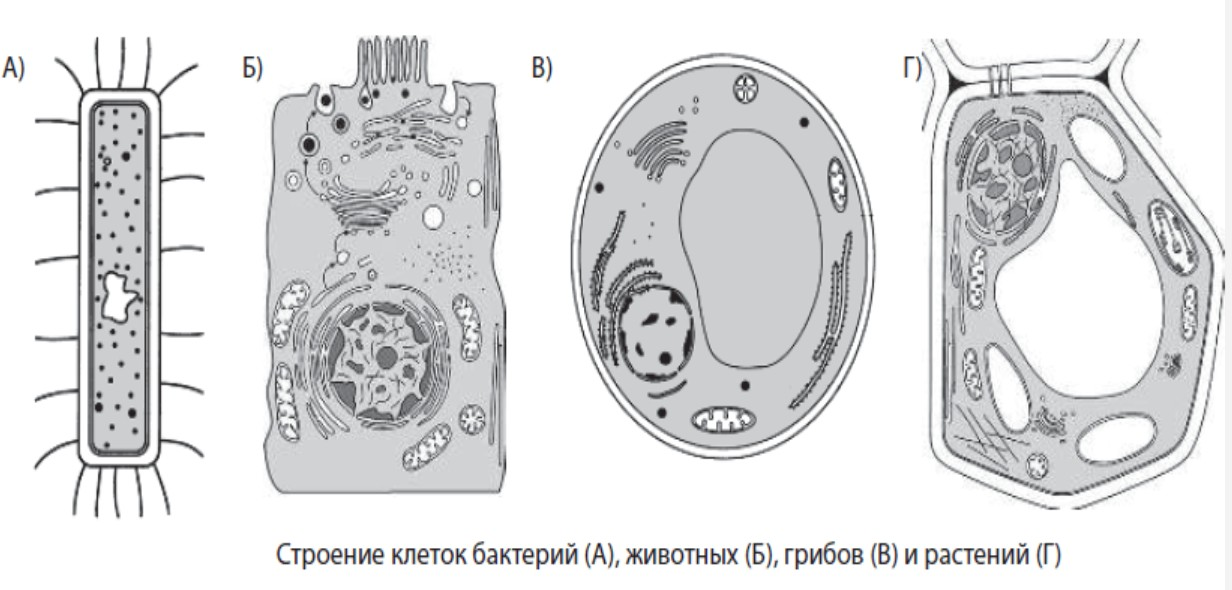 А)
Б)
В)
Г)
Строение клеток бактерий (А), животных (Б), грибов (В) и растений (Г)